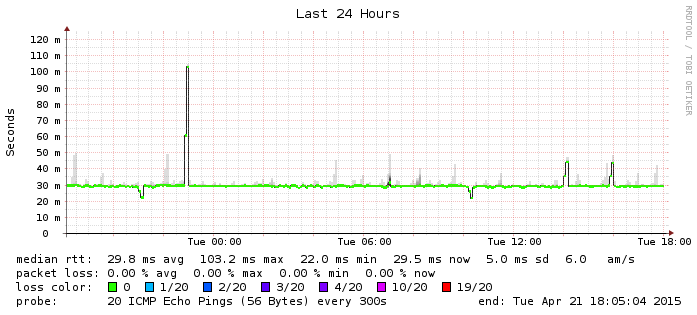 Last 24 Hours
RRDTOOL / TOBI OETIKER
Seconds
120 m
110 m
100 m
90 m
80 m
70 m
60 m
50 m
40 m
30 m
20 m
10 m
0
Tue 00:00 Tue 06:00 Tue 12:00 Tue 18:00
median rtt: 29.8 ms avg 103.2 ms max 22.0 ms min 29.5 ms now 5.0 ms sd 6.0 am/s
packet loss: 0.00 % avg 0.00 % max 0.00 % min 0.00 % now
loss color: 0 1/20 2/20 3/20 4/20 10/20 19/20
probe: 20 ICMP Echo Pings (56 Bytes) every 300s end: Tue Apr 21 18:05:04 2015